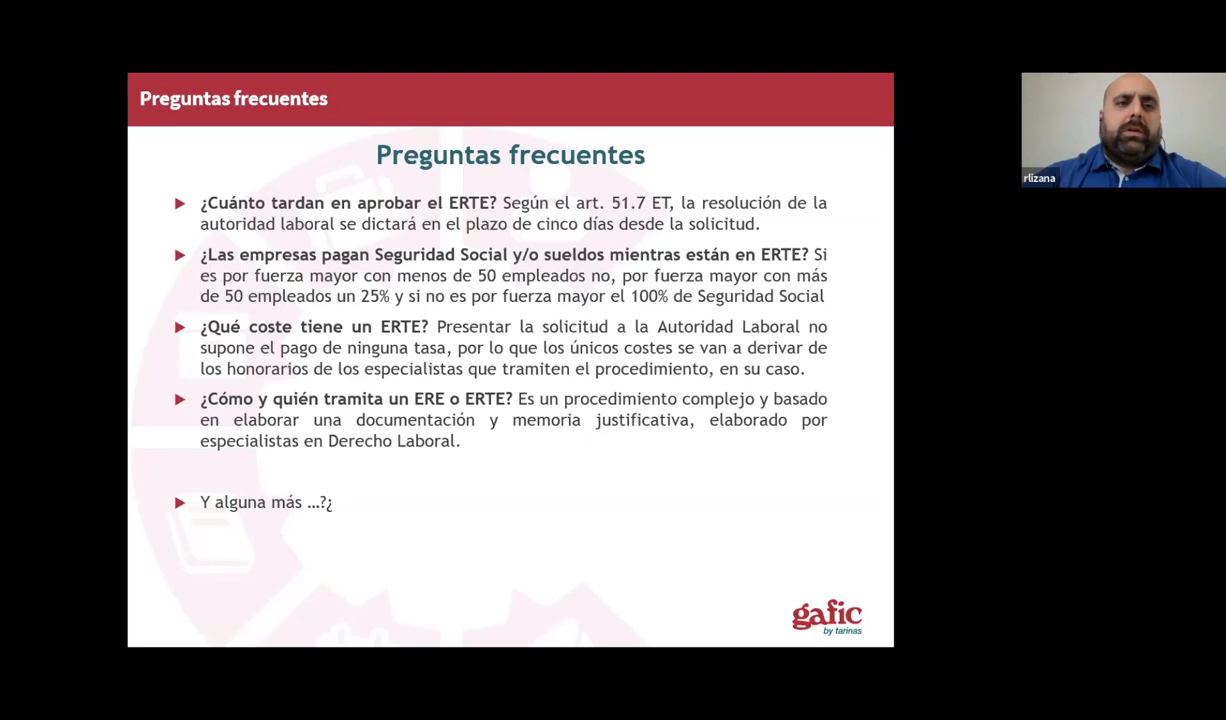 Preguntas frecuentes
Preguntas frecuentes
¿Cuánto tardan en aprobar el ERTE? Según el art. 51.7 ET, la resolución de la
autoridad laboral se dictará en el plazo de cinco días desde la solicitud.
¿Las empresas pagan Seguridad Social y/o sueldos mientras están en ERTE? Si
es por fuerza mayor con menos de 50 empleados no, por fuerza mayor con más
de 50 empleados un 25% y si no es por fuerza mayor el 100% de Seguridad Social
¿Qué coste tiene un ERTE? Presentar la solicitud a la Autoridad Laboral no
supone el pago de ninguna tasa, por lo que los únicos costes se van a derivar de
los honorarios de los especialistas que tramiten el procedimiento, en su caso.
¿Cómo y quién tramita un ERE o ERTE? Es un procedimiento complejo y basado
en elaborar una documentación y memoria justificativa, elaborado por
especialistas en Derecho Laboral.
Y alguna más …?¿
gafic
by tarinas
rlizana